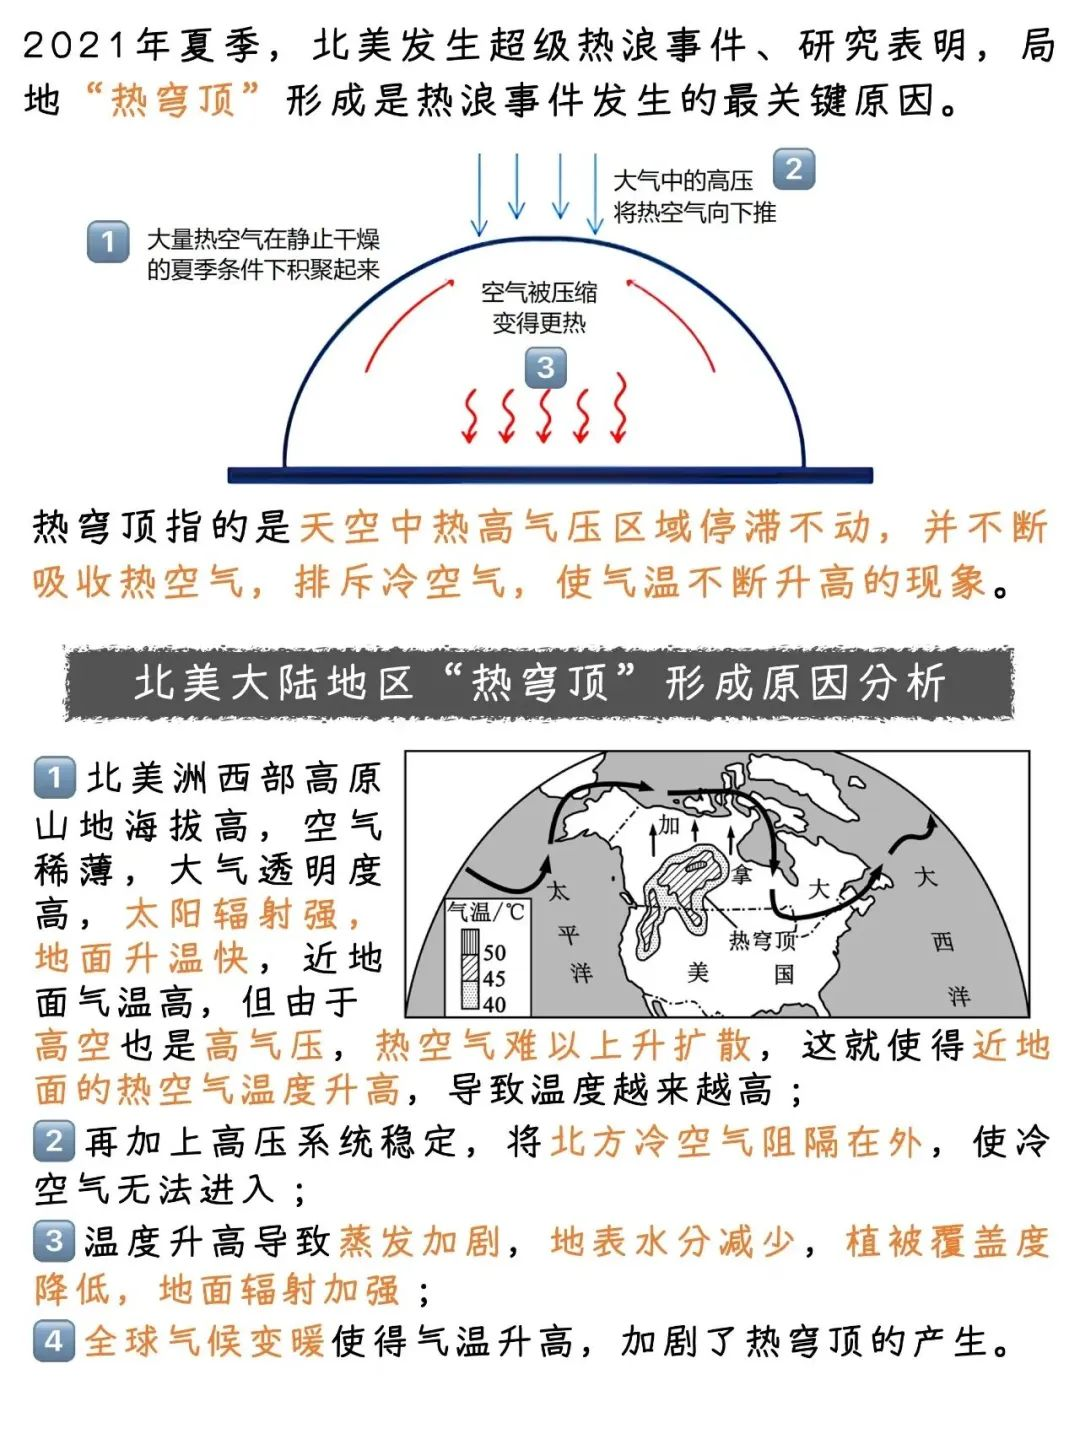 2021年夏季，北美发生超级热浪事件、研究表明，局
地“热穹顶”形成是热浪事件发生的最关键原因。
1
大量热空气在静止干燥
的夏季条件下积聚起来
大气中的高压
将热空气向下推
2
空气被压缩
变得更热
3
热穹顶指的是天空中热高气压区域停滞不动，并不断
吸收热空气，排斥冷空气，使气温不断升高的现象。
北美大陆地区“热穹顶”形成原因分析
1 北美洲西部高原
山地海拔高，空气
稀薄，大气透明度
高，太阳辐射强，
地面升温快，近地
面气温高，但由于
高空也是高气压，热空气难以上升扩散，这就使得近地
面的热空气温度升高，导致温度越来越高；
加
拿
大
太
平
洋
大
西
洋
热穹顶
美
国
气温/℃
50
45
40
2 再加上高压系统稳定，将北方冷空气阻隔在外，使冷
空气无法进入；
3 温度升高导致蒸发加剧，地表水分减少，植被覆盖度
降低，地面辐射加强；
4 全球气候变暖使得气温升高，加剧了热穹顶的产生。